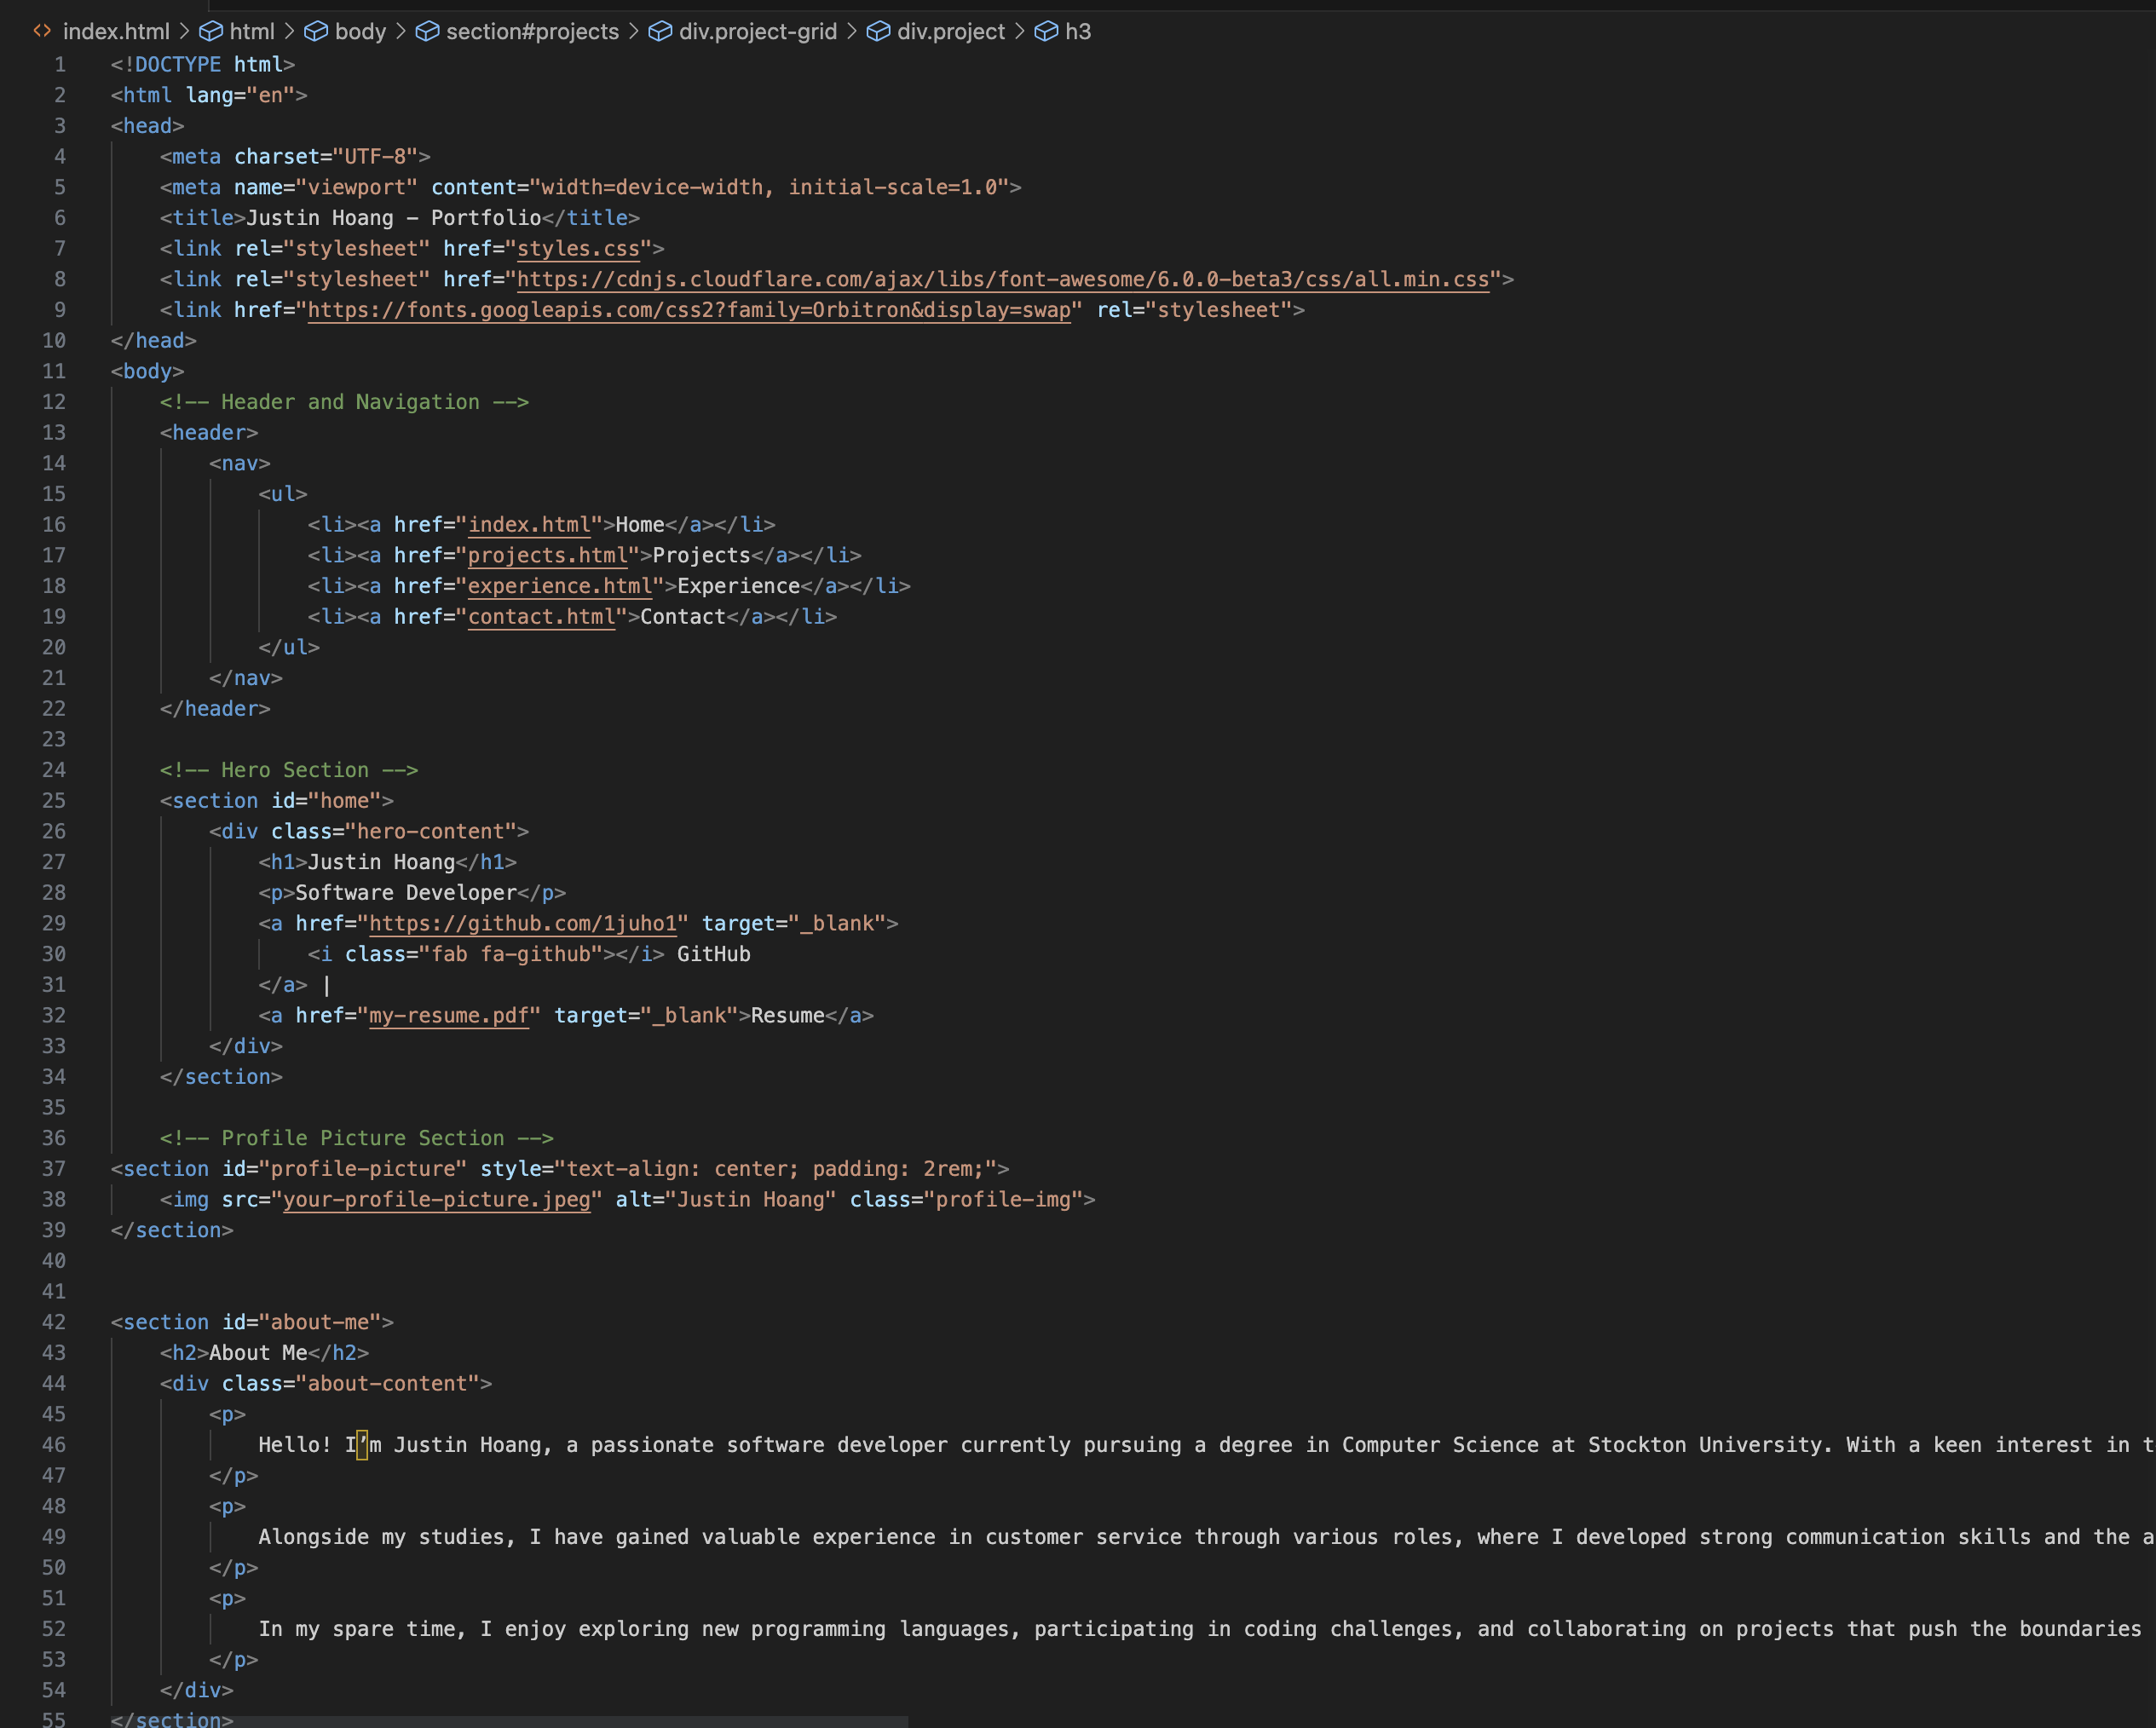 index.html > html > body > section#projects > div.project-grid > div.project > h3
1 <!DOCTYPE html>
2 <html lang="en">
3 <head>
4 <meta charset="UTF-8">
5 <meta name="viewport" content="width=device-width, initial-scale=1.0">
6 <title>Justin Hoang - Portfolio</title>
7 <link rel="stylesheet" href="styles.css">
8 <link rel="stylesheet" href="https://cdnjs.cloudflare.com/ajax/libs/font-awesome/6.0.0-beta3/css/all.min.css">
9 <link href="https://fonts.googleapis.com/css2?family=Orbitron&display=swap" rel="stylesheet">
10 </head>
11 <body>
12 <!-- Header and Navigation -->
13 <header>
14 <nav>
15 <ul>
16 <li><a href="index.html">Home</a></li>
17 <li><a href="projects.html">Projects</a></li>
18 <li><a href="experience.html">Experience</a></li>
19 <li><a href="contact.html">Contact</a></li>
20 </ul>
21 </nav>
22 </header>
23
24 <!-- Hero Section -->
25 <section id="home">
26 <div class="hero-content">
27 <h1>Justin Hoang</h1>
28 <p>Software Developer</p>
29 <a href="https://github.com/1juho1" target="_blank">
30 <i class="fab fa-github"></i> GitHub
31 </a> |
32 <a href="my-resume.pdf" target="_blank">Resume</a>
33 </div>
34 </section>
35
36 <!-- Profile Picture Section -->
37 <section id="profile-picture" style="text-align: center; padding: 2rem;">
38 <img src="your-profile-picture.jpeg" alt="Justin Hoang" class="profile-img">
39 </section>
40
41
42 <section id="about-me">
43 <h2>About Me</h2>
44 <div class="about-content">
45 <p>
46 Hello! I’m Justin Hoang, a passionate software developer currently pursuing a degree in Computer Science at Stockton University. With a keen interest in t
47 </p>
48 <p>
49 Alongside my studies, I have gained valuable experience in customer service through various roles, where I developed strong communication skills and the a
50 </p>
51 <p>
52 In my spare time, I enjoy exploring new programming languages, participating in coding challenges, and collaborating on projects that push the boundaries
53 </p>
54 </div>
55 </section>